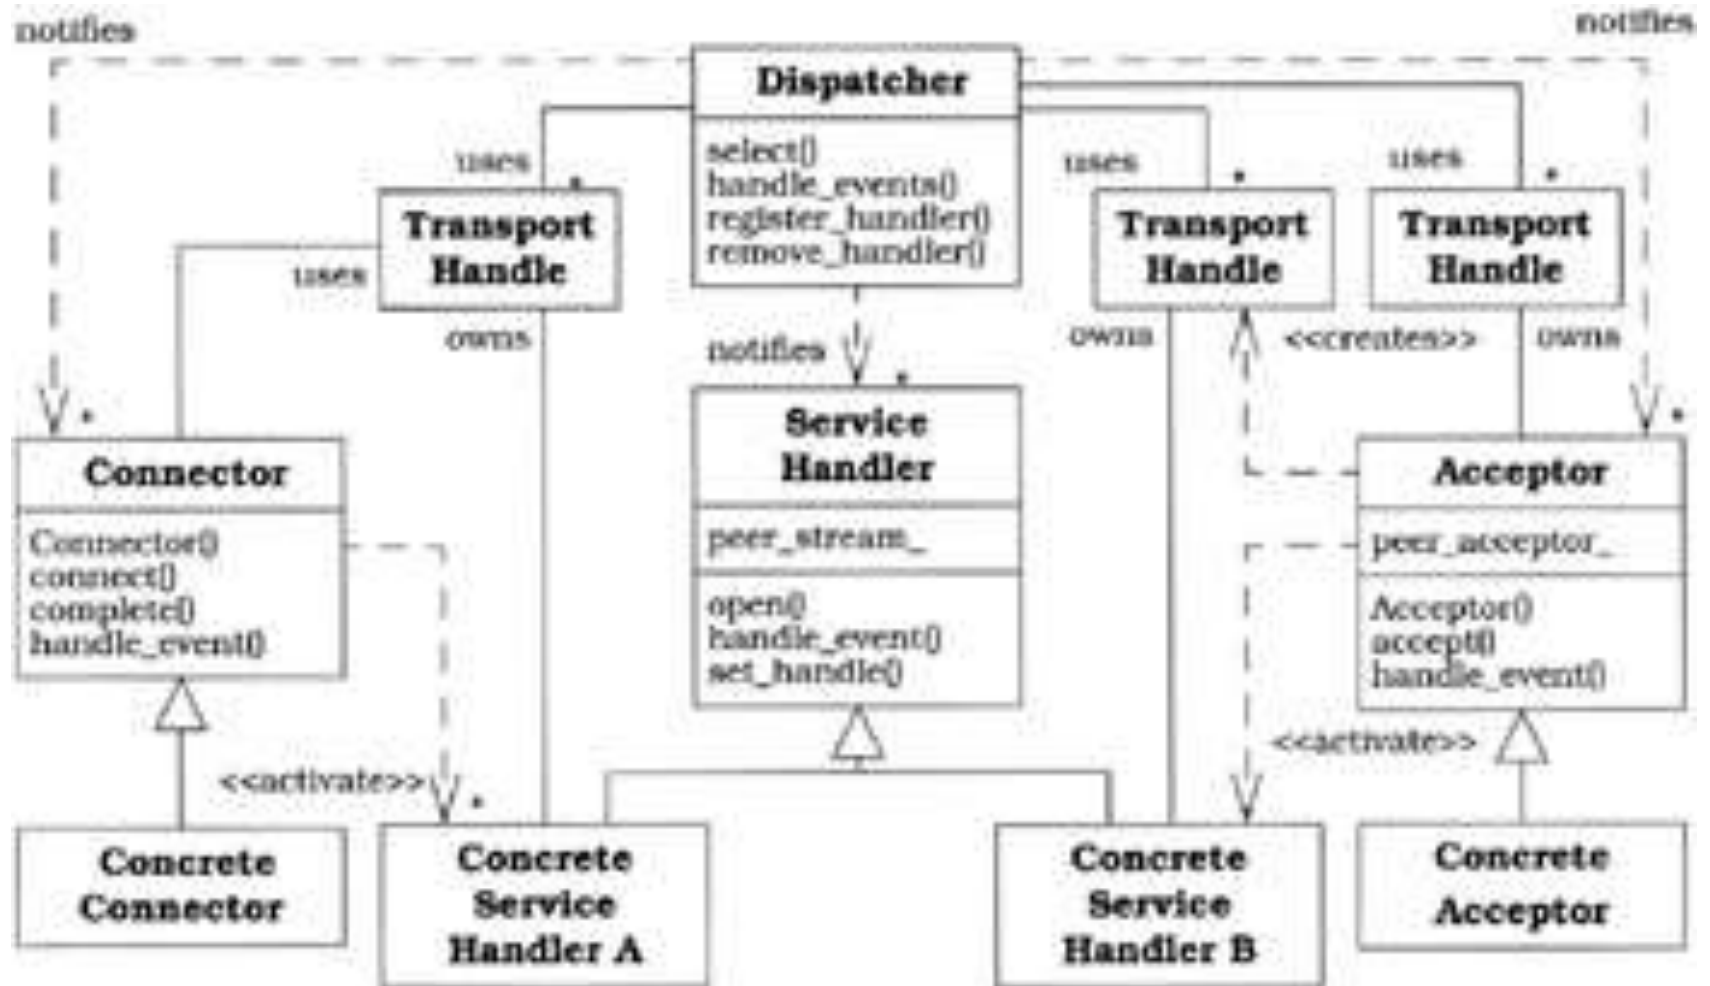 notifies
notifies
Dispatcher
select()
handle_events()
register_handler()
remove_handler()
uses
*
Transport
Handle
uses
owns
uses
*
Transport
Handle
owns
uses
*
Transport
Handle
<<creates>>
owns
notifies
*
Service
Handler
peer_stream_
open()
handle_event()
set_handle()
*
Connector
Connector()
connect()
complete()
handle_event()
*
Acceptor
peer_acceptor_
Acceptor()
accept()
handle_event()
<<activate>>
*
<<activate>>
Concrete
Connector
Concrete
Service
Handler A
Concrete
Service
Handler B
Concrete
Acceptor